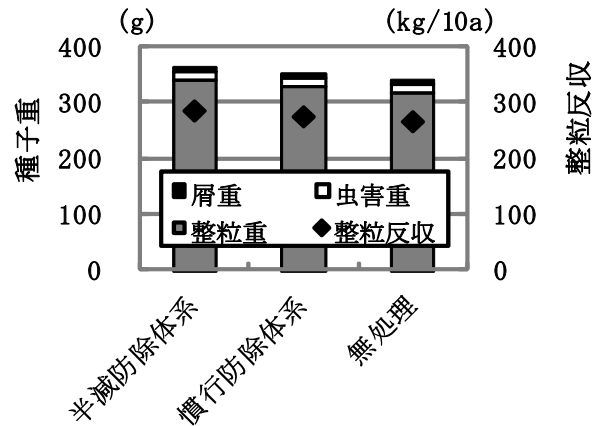 (g) (kg/10a)
400 400
300 300
200 200
100 100
0 0
種子重
整粒反収
屑重 虫害重
整粒重 整粒反収
半減防除体系
慣行防除体系
無処理